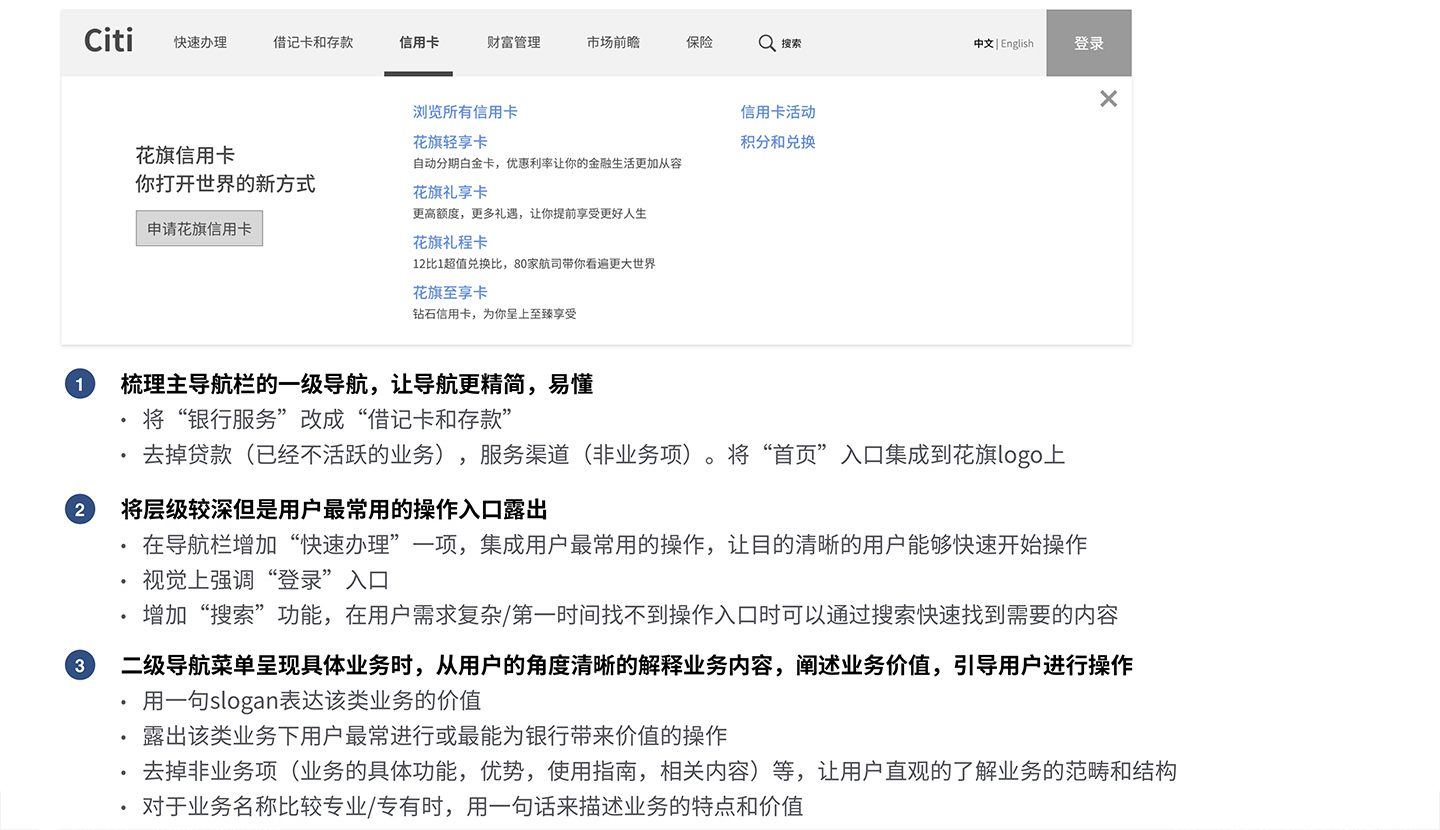 Citi 快速办理 借记卡和存款 信用卡 财富管理 市场前瞻 保险 搜索 中文 | English 登录
花旗信用卡
你打开世界的新方式
申请花旗信用卡
浏览所有信用卡
花旗轻享卡
自动分期白金卡，优惠利率让你的金融生活更加从容
花旗礼享卡
更高额度，更多礼遇，让你提前享受更好人生
花旗礼程卡
12比1超值兑换比，80家航司带你看遍更大世界
花旗至享卡
钻石信用卡，为你呈上至臻享受
信用卡活动
积分和兑换
1 梳理主导航栏的一级导航，让导航更精简，易懂
· 将“银行服务”改成“借记卡和存款”
· 去掉贷款（已经不活跃的业务），服务渠道（非业务项）。将“首页”入口集成到花旗logo上
2 将层级较深但是用户最常用的操作入口露出
· 在导航栏增加“快速办理”一项，集成用户最常用的操作，让目的清晰的用户能够快速开始操作
· 视觉上强调“登录”入口
· 增加“搜索”功能，在用户需求复杂/第一时间找不到操作入口时可以通过搜索快速找到需要的内容
3 二级导航菜单呈现具体业务时，从用户的角度清晰的解释业务内容，阐述业务价值，引导用户进行操作
· 用一句slogan表达该类业务的价值
· 露出该类业务下用户最常进行或最能为银行带来价值的操作
· 去掉非业务项（业务的具体功能，优势，使用指南，相关内容）等，让用户直观的了解业务的范畴和结构
· 对于业务名称比较专业/专有时，用一句话来描述业务的特点和价值